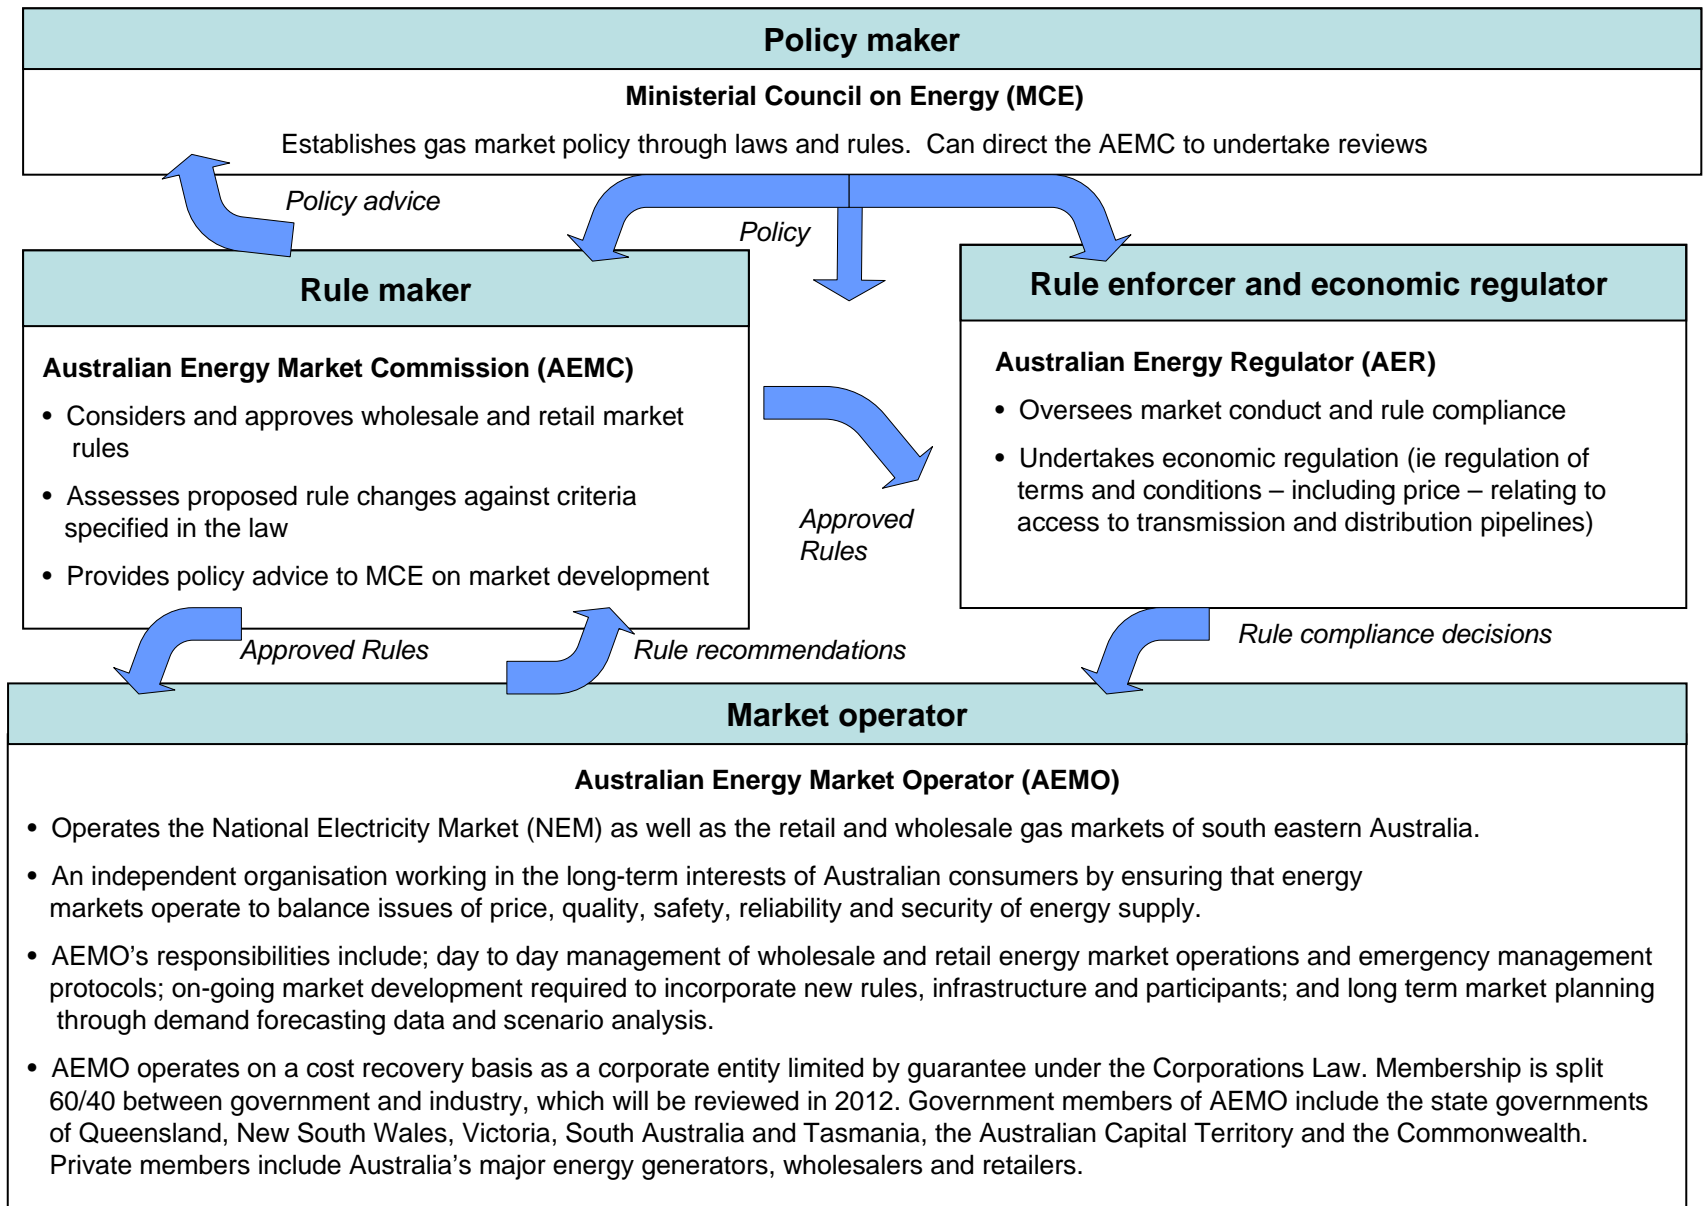 Policy maker
Ministerial Council on Energy (MCE)
Establishes gas market policy through laws and rules.  Can direct the AEMC to undertake reviews
Policy advice
Policy
Rule maker
Australian Energy Market Commission (AEMC)
• Considers and approves wholesale and retail market
rules
• Assesses proposed rule changes against criteria
specified in the law
• Provides policy advice to MCE on market development
Approved
Rules
Rule enforcer and economic regulator
Australian Energy Regulator (AER)
• Oversees market conduct and rule compliance
• Undertakes economic regulation (ie regulation of
terms and conditions – including price – relating to
access to transmission and distribution pipelines)
Approved Rules
Rule recommendations
Rule compliance decisions
Market operator
Australian Energy Market Operator (AEMO)
• Operates the National Electricity Market (NEM) as well as the retail and wholesale gas markets of south eastern Australia.
• An independent organisation working in the long-term interests of Australian consumers by ensuring that energy
markets operate to balance issues of price, quality, safety, reliability and security of energy supply.
• AEMO's responsibilities include; day to day management of wholesale and retail energy market operations and emergency management
protocols; on-going market development required to incorporate new rules, infrastructure and participants; and long term market planning
through demand forecasting data and scenario analysis.
• AEMO operates on a cost recovery basis as a corporate entity limited by guarantee under the Corporations Law. Membership is split
60/40 between government and industry, which will be reviewed in 2012. Government members of AEMO include the state governments
of Queensland, New South Wales, Victoria, South Australia and Tasmania, the Australian Capital Territory and the Commonwealth.
Private members include Australia's major energy generators, wholesalers and retailers.